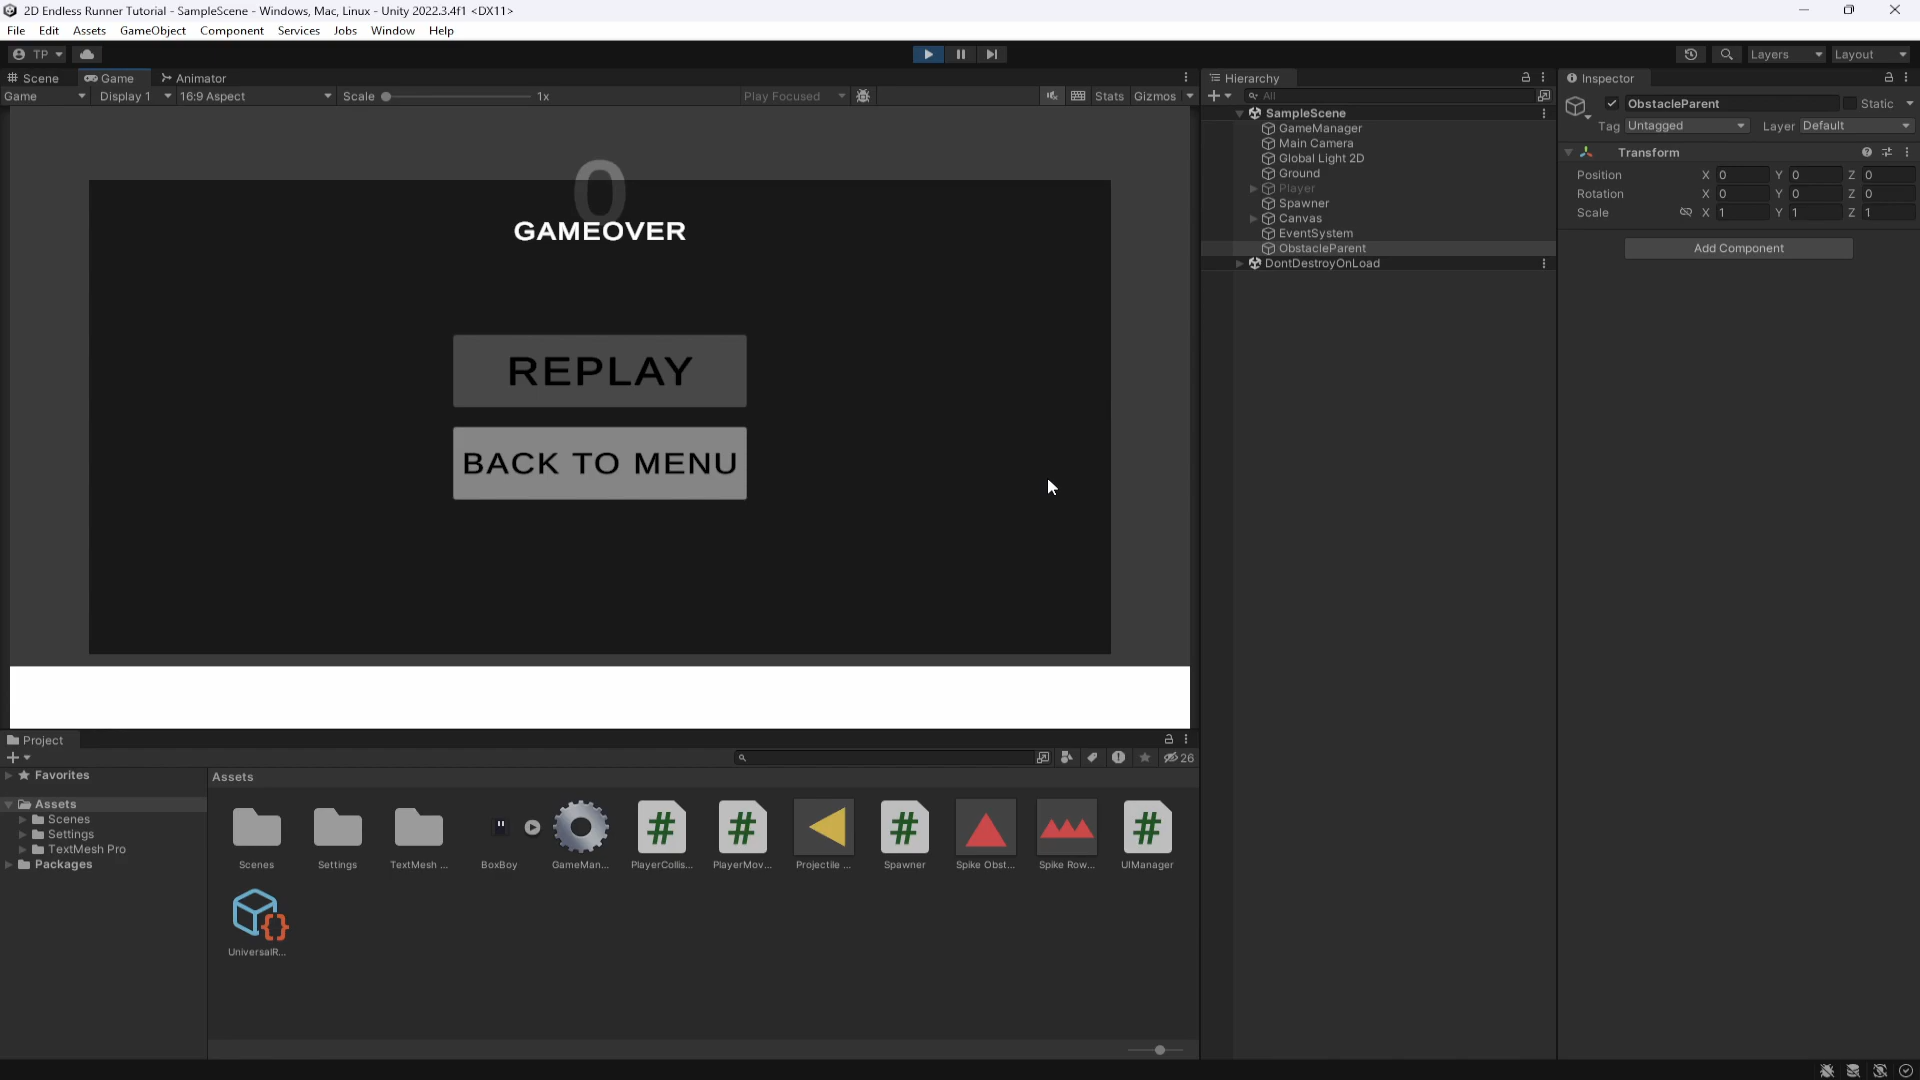 2D Endless Runner Tutorial - SampleScene - Windows, Mac, Linux - Unity 2022.3.4f1 <DX11>
File Edit Assets GameObject Component Services Jobs Window Help
TP Layers Layout
Scene Game Animator
Game Display 1 16:9 Aspect Scale 1x Play Focused Stats Gizmos
0
GAMEOVER
REPLAY
BACK TO MENU
Hierarchy
All
SampleScene
GameManager
Main Camera
Global Light 2D
Ground
Player
Spawner
Canvas
EventSystem
ObstacleParent
DontDestroyOnLoad
Inspector
ObstacleParent Static
Tag Untagged Layer Default
Transform
Position X 0 Y 0 Z 0
Rotation X 0 Y 0 Z 0
Scale X 1 Y 1 Z 1
Add Component
Project
26
Favorites
Assets
Scenes
Settings
TextMesh Pro
Packages
Assets
Scenes Settings TextMesh ... BoxBoy GameMan... PlayerCollis... PlayerMov... Projectile ... Spawner Spike Obst... Spike Row... UIManager
UniversalR...